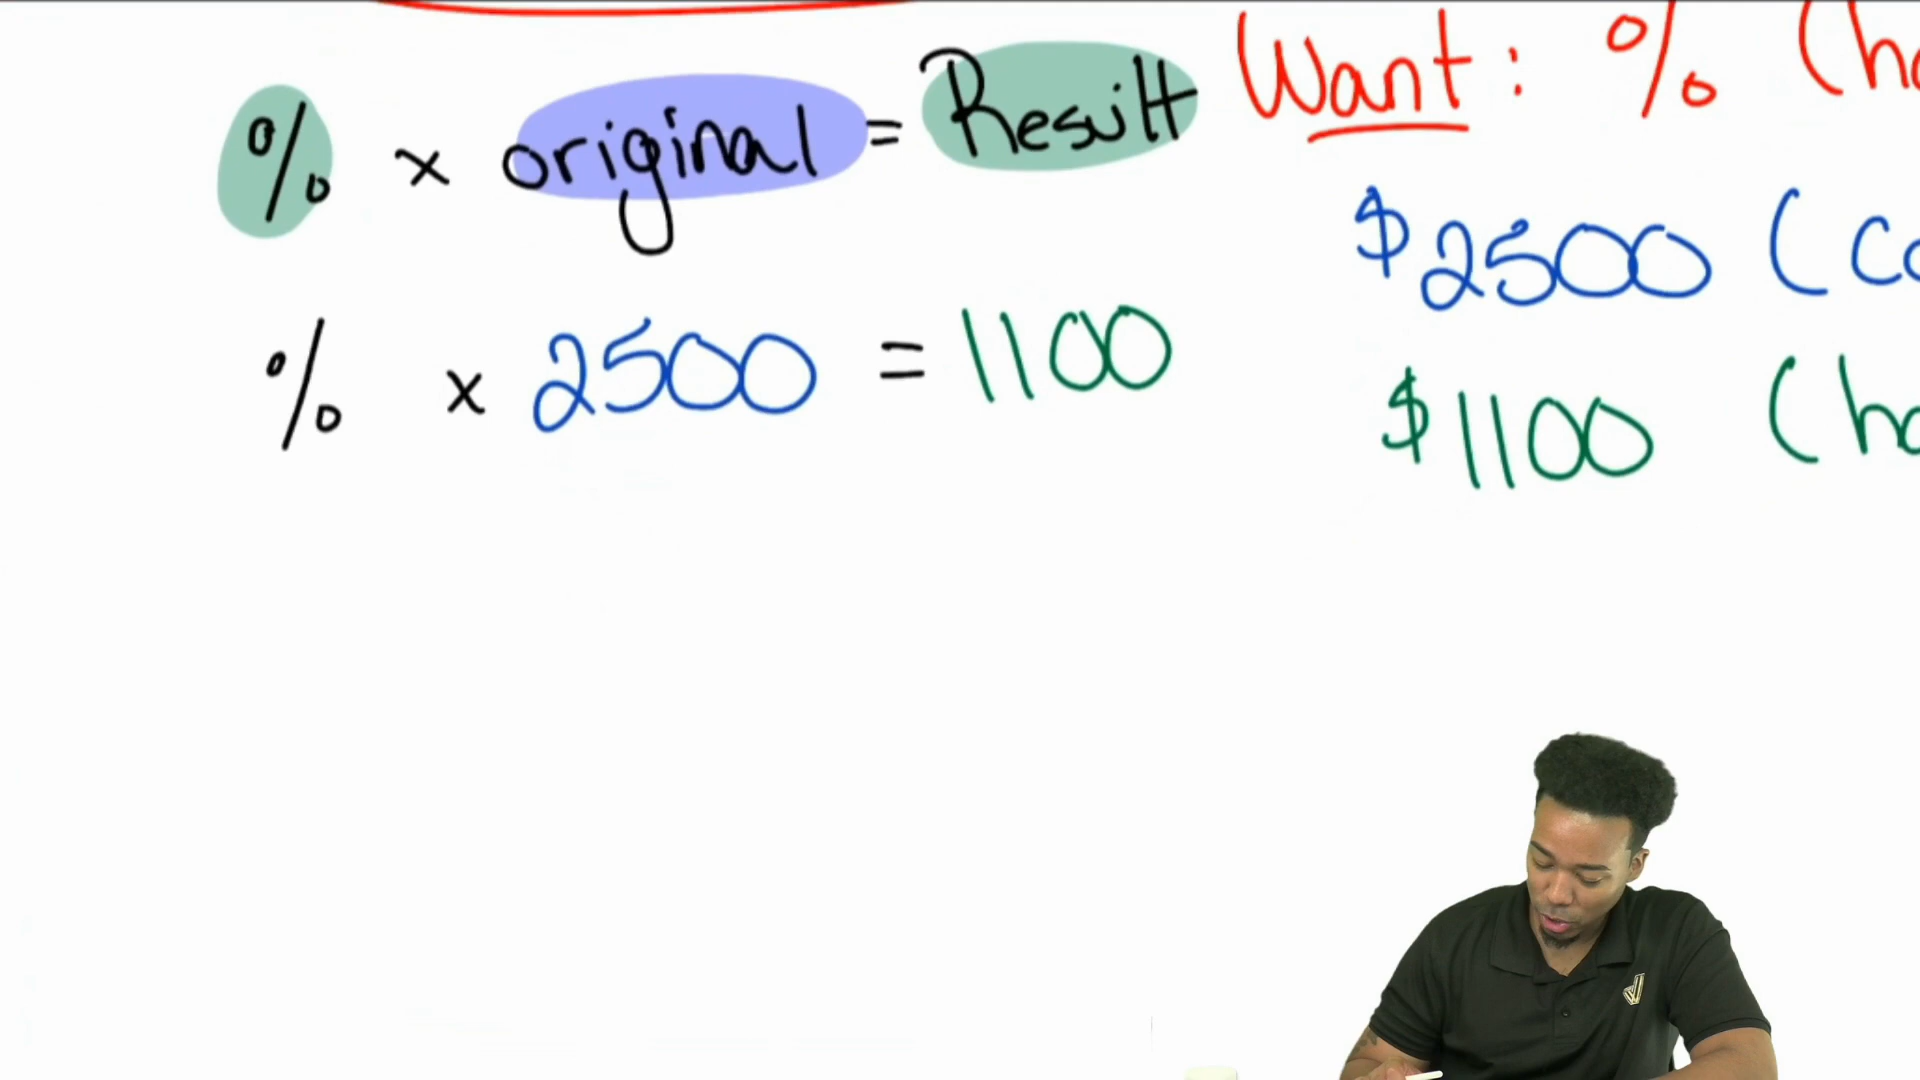 % x original = Result
% x 2500 = 1100
Want: %
$2500
$1100